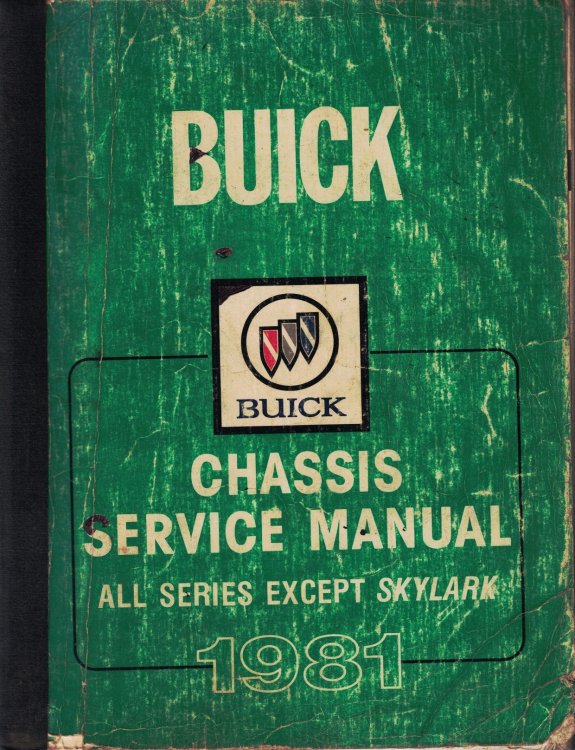 BUICK
BUICK
CHASSIS
SERVICE MANUAL
ALL SERIES EXCEPT SKYLARK
1981